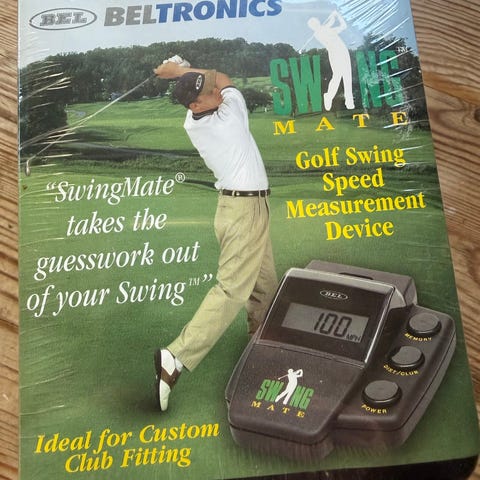 BEL BELTRONICS
SWING™
MATE
Golf Swing
Speed
Measurement
Device
"SwingMate®
takes the
guesswork out
of your Swing™"
BEL
100 MPH
MEMORY
DIST/CLUB
POWER
SWING
MATE
Ideal for Custom
Club Fitting